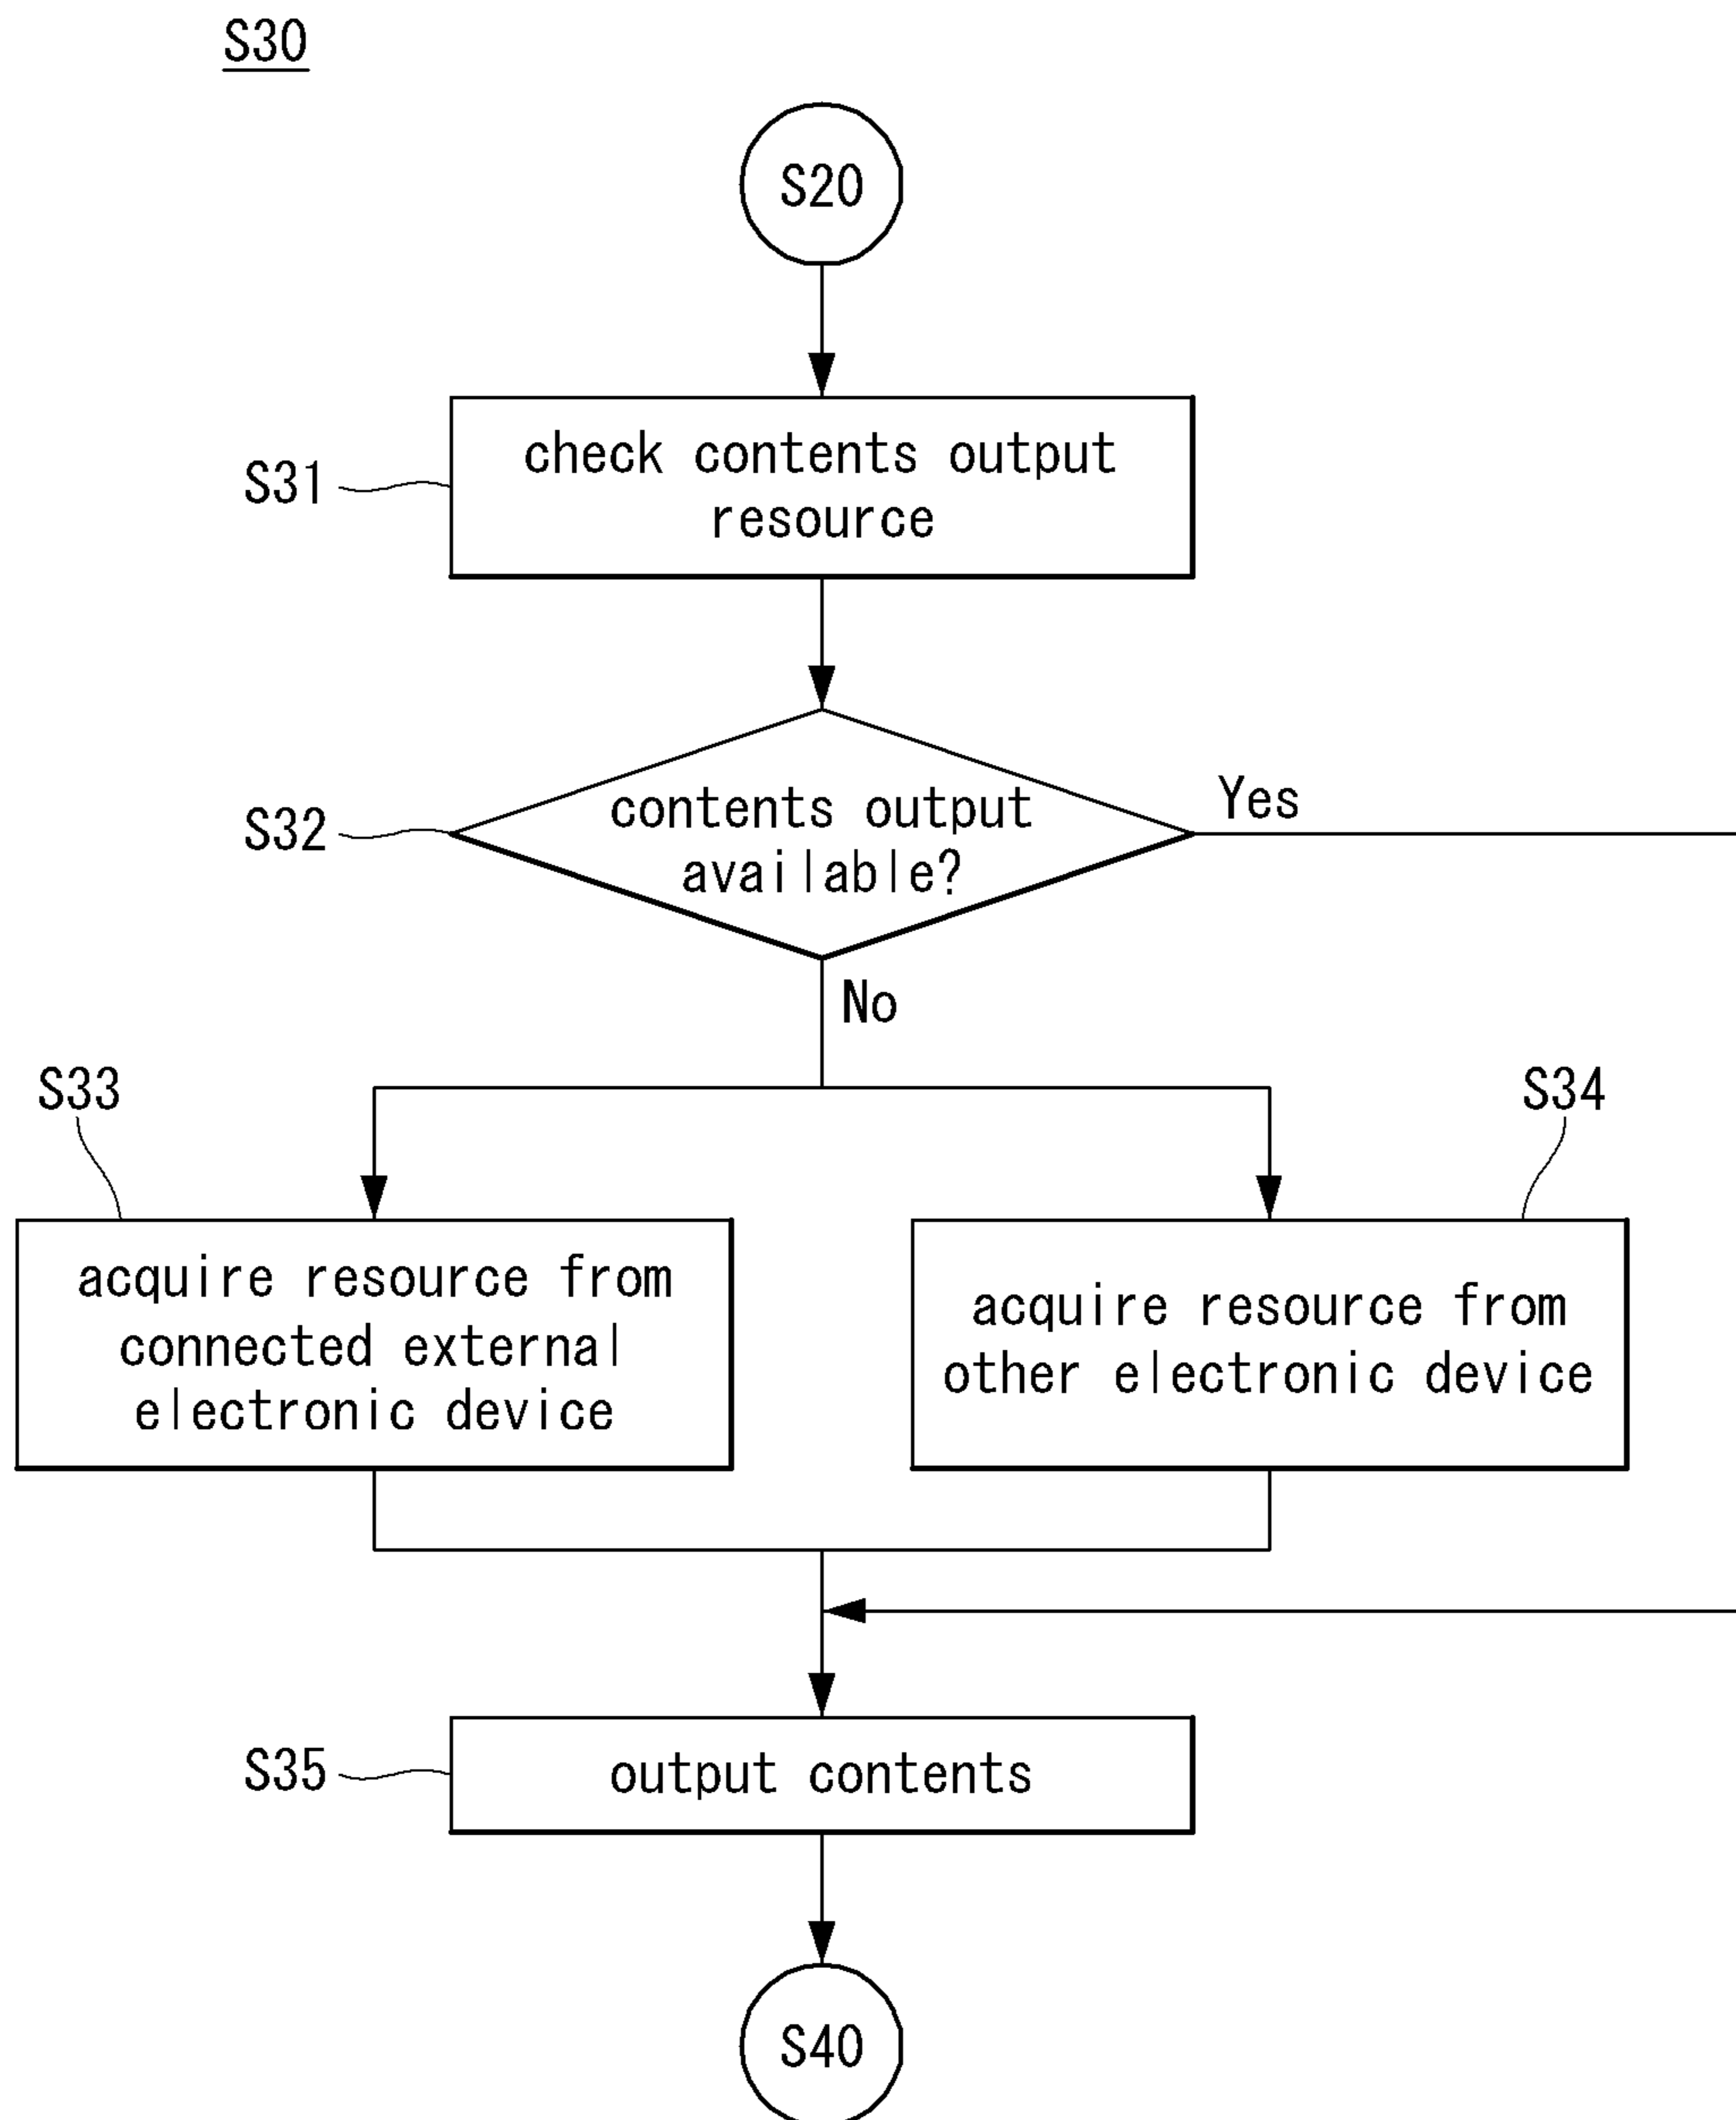 S30
S20
S31
check contents output
resource
S32
contents output
available?
Yes
No
S33
S34
acquire resource from
connected external
electronic device
acquire resource from
other electronic device
S35
output contents
S40